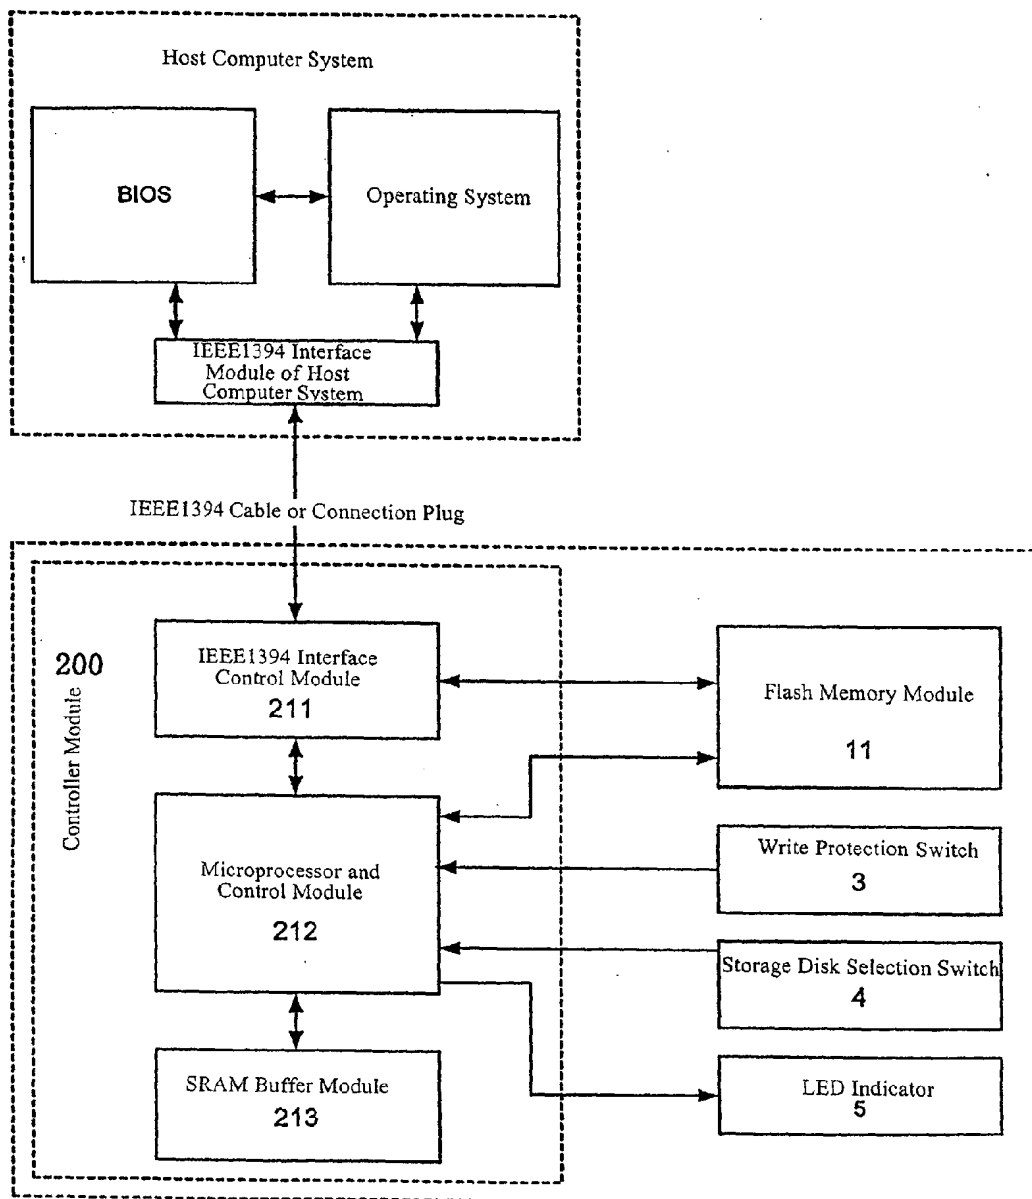 Host Computer System
BIOS
Operating System
IEEE1394 Interface
Module of Host
Computer System
IEEE1394 Cable or Connection Plug
200
Controller Module
IEEE1394 Interface
Control Module
211
Flash Memory Module
11
Microprocessor and
Control Module
212
Write Protection Switch
3
Storage Disk Selection Switch
4
SRAM Buffer Module
213
LED Indicator
5